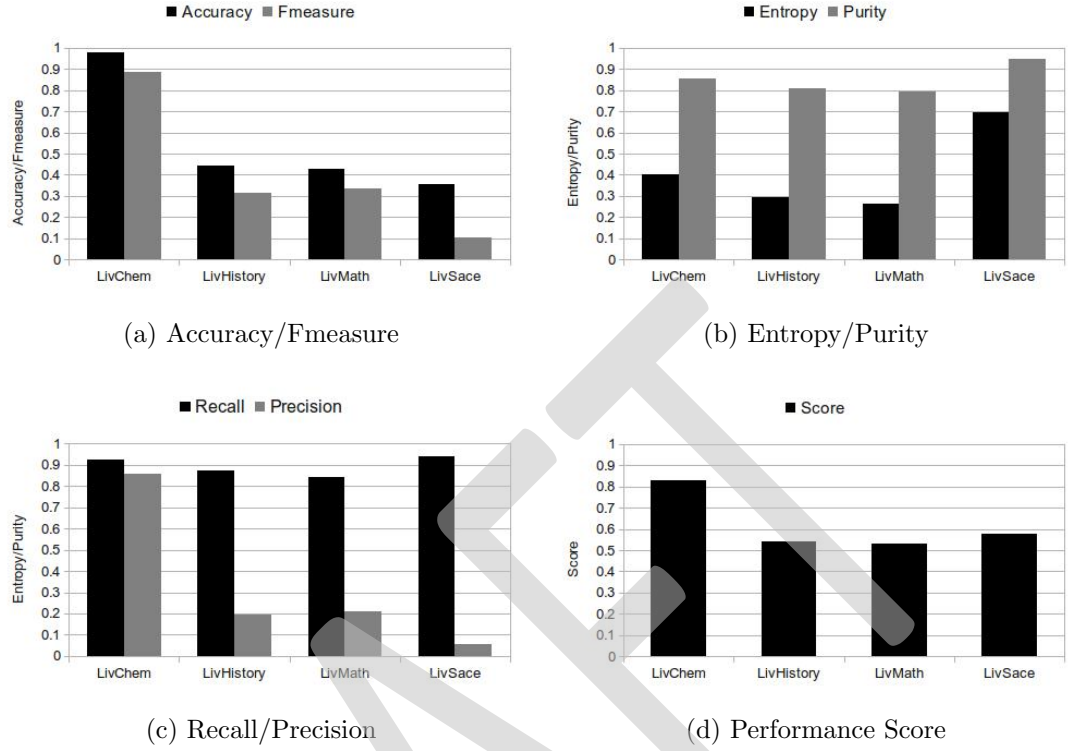 Accuracy Fmeasure
Accuracy/Fmeasure
1
0.9
0.8
0.7
0.6
0.5
0.4
0.3
0.2
0.1
0
LivChem LivHistory LivMath LivSace
(a) Accuracy/Fmeasure
Entropy Purity
Entropy/Purity
1
0.9
0.8
0.7
0.6
0.5
0.4
0.3
0.2
0.1
0
LivChem LivHistory LivMath LivSace
(b) Entropy/Purity
Recall Precision
Entropy/Purity
1
0.9
0.8
0.7
0.6
0.5
0.4
0.3
0.2
0.1
0
LivChem LivHistory LivMath LivSace
(c) Recall/Precision
Score
Score
1
0.9
0.8
0.7
0.6
0.5
0.4
0.3
0.2
0.1
0
LivChem LivHistory LivMath LivSace
(d) Performance Score